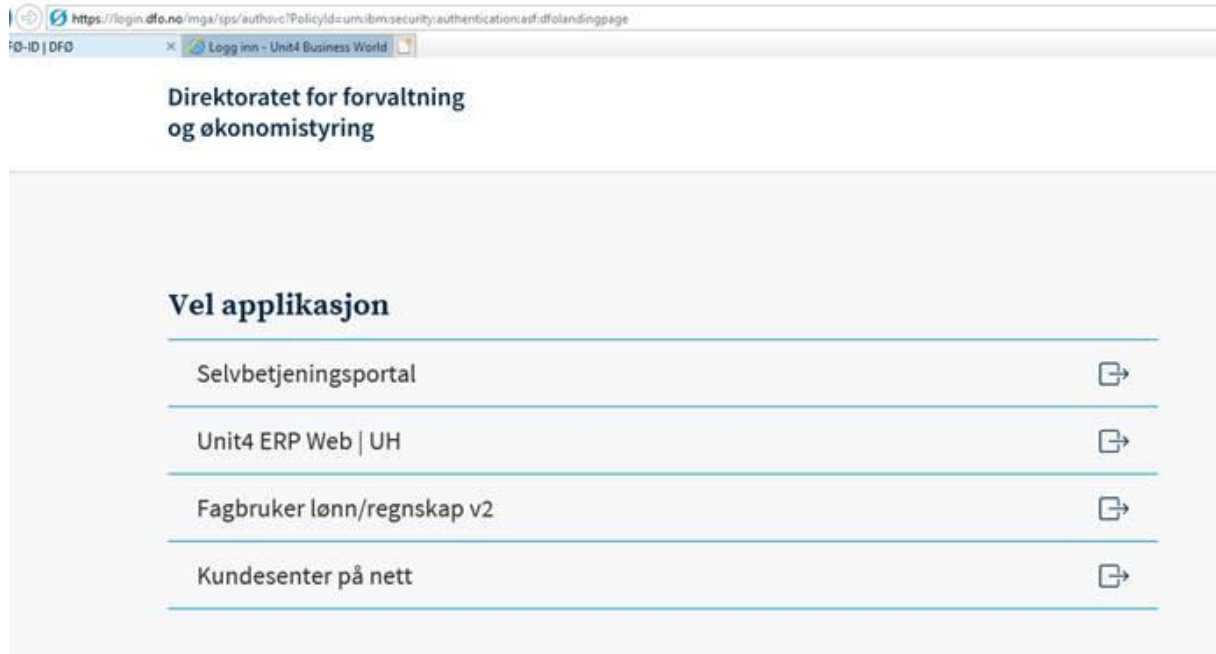 https://login.dfo.no/mga/sps/authsvc?PolicyId=urn:ibm:security:authentication:asf:dfolandingpage
FØ-ID | DFØ
Logg inn - Unit4 Business World
Direktoratet for forvaltning
og økonomistyring
Vel applikasjon
Selvbetjeningsportal
Unit4 ERP Web | UH
Fagbruker lønn/regnskap v2
Kundesenter på nett